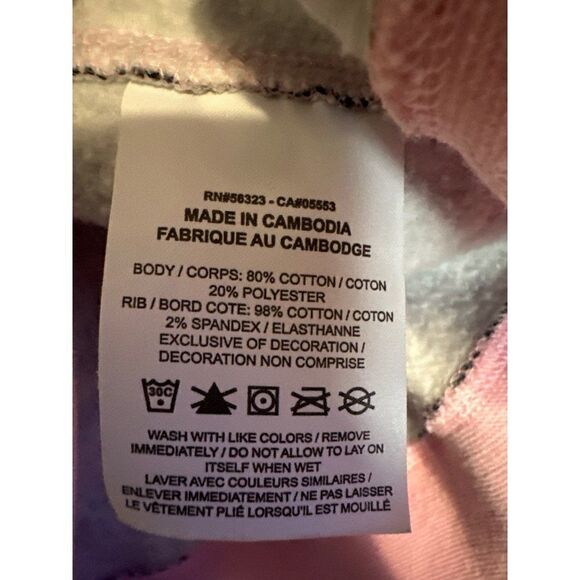 RN#56323 - CA#05553
MADE IN CAMBODIA
FABRIQUE AU CAMBODGE
BODY / CORPS: 80% COTTON / COTON
20% POLYESTER
RIB / BORD COTE: 98% COTTON / COTON
2% SPANDEX / ELASTHANNE
EXCLUSIVE OF DECORATION /
DECORATION NON COMPRISE
30C
WASH WITH LIKE COLORS / REMOVE
IMMEDIATELY / DO NOT ALLOW TO LAY ON
ITSELF WHEN WET
LAVER AVEC COULEURS SIMILAIRES /
ENLEVER IMMEDIATEMENT / NE PAS LAISSER
LE VÊTEMENT PLIÉ LORSQU'IL EST MOUILLÉ